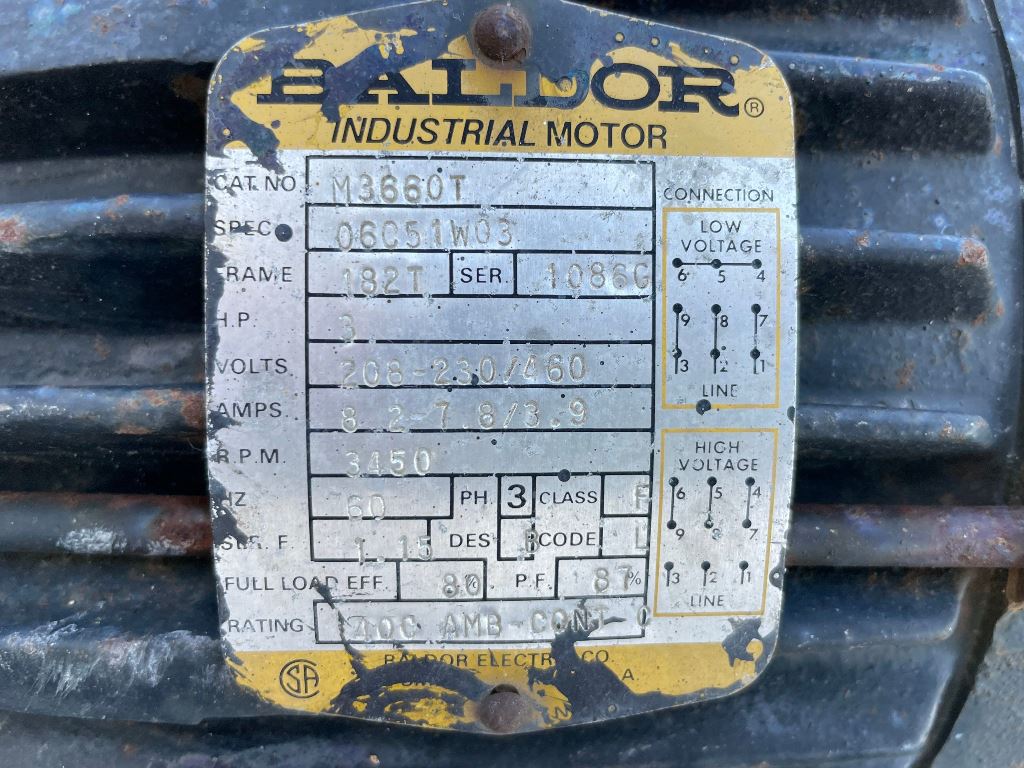 BALDOR ®
INDUSTRIAL MOTOR
CAT. NO M3660T
SPEC. 06C51W03
FRAME 182T SER. 1086G
H.P. 3
VOLTS 208-230/460
AMPS. 8.2-7.8/3.9
R.P.M. 3450
HZ 60 PH 3 CLASS F
SER. F. 1.15 DES B CODE L
FULL LOAD EFF. 80 % P.F. 87 %
RATING 40C AMB-CONT
BALDOR ELECTRIC CO.
SA
CONNECTION
LOW
VOLTAGE
6 5 4
9 8 7
3 2 1
LINE
HIGH
VOLTAGE
6 5 4
9 8 7
3 2 1
LINE